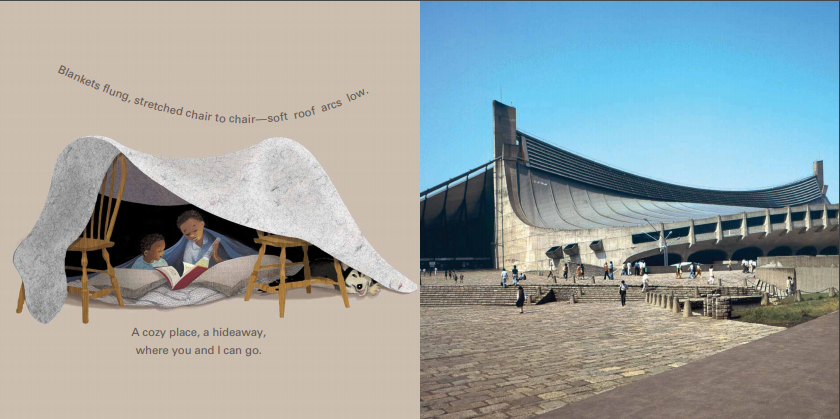 Blankets flung, stretched chair to chair—soft roof arcs low.
A cozy place, a hideaway,
where you and I can go.